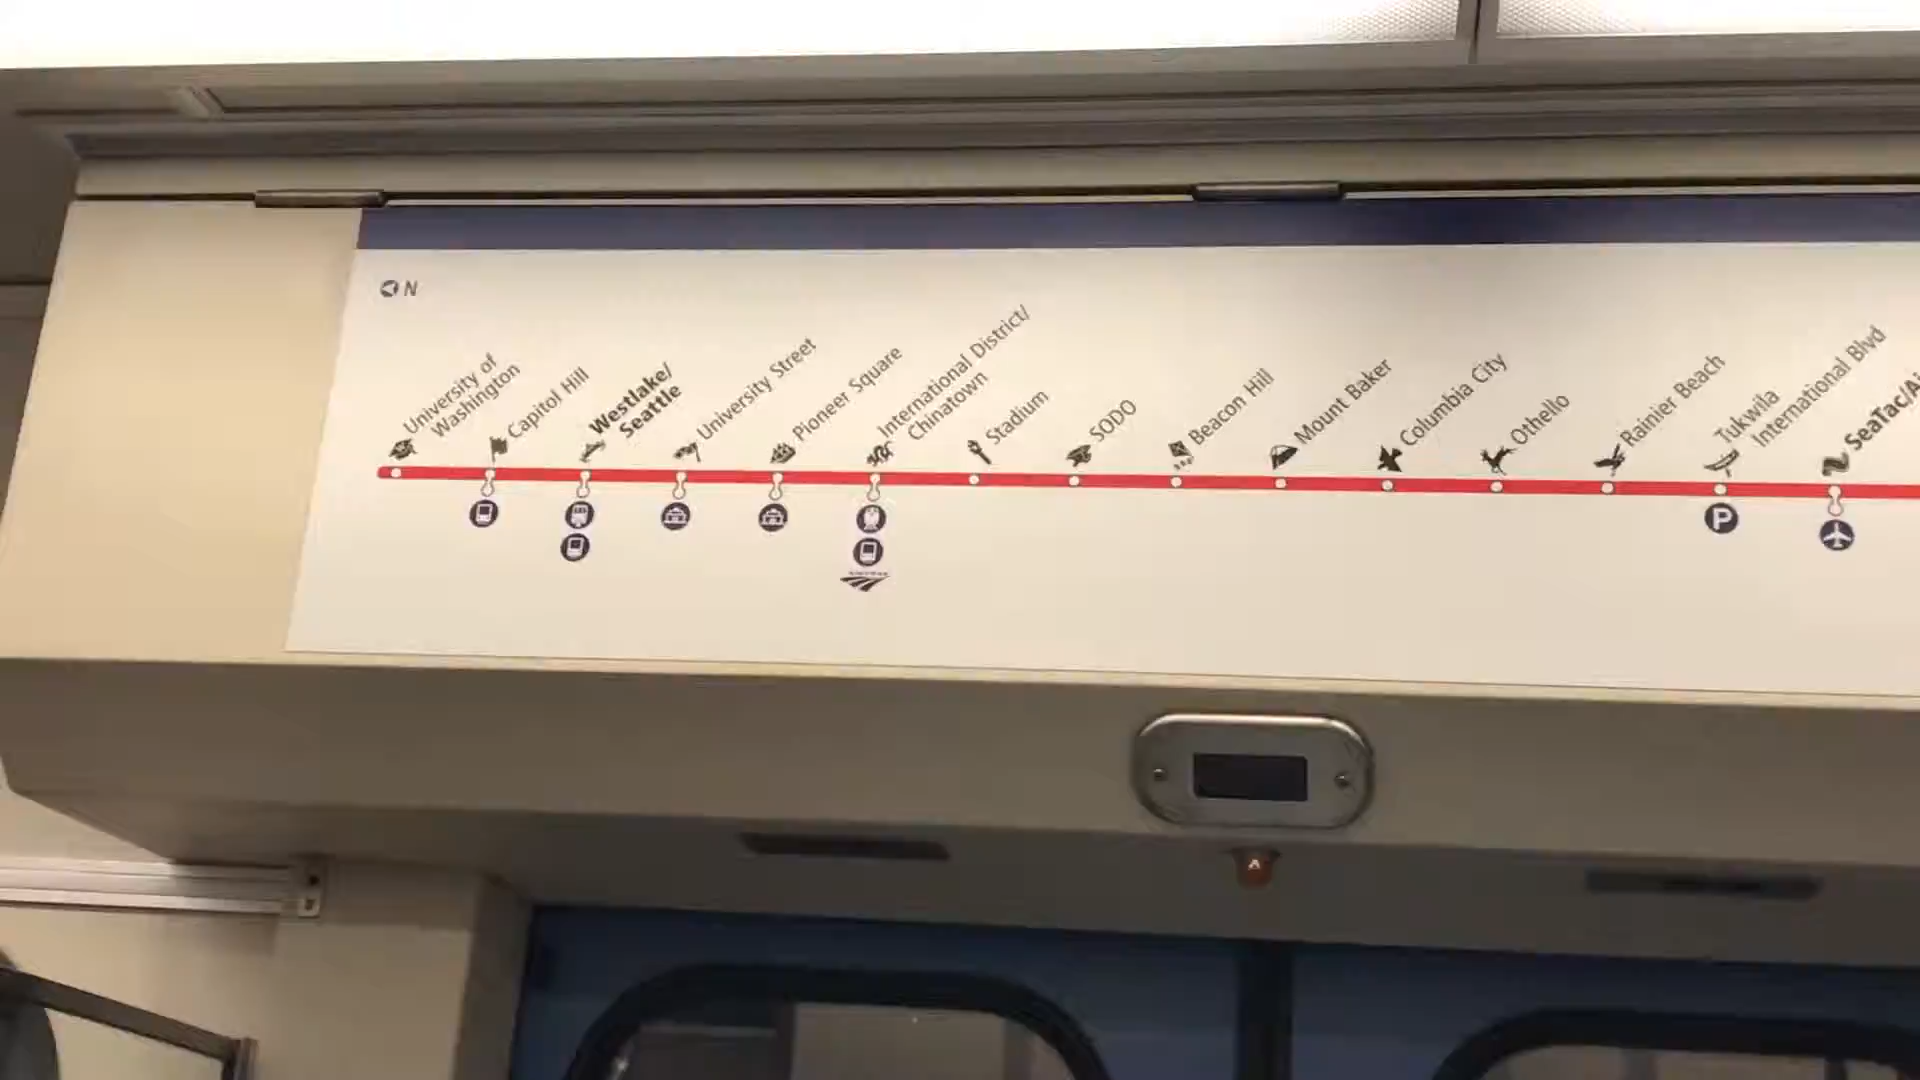 N
University of
Washington
Capitol Hill
Westlake/
Seattle
University Street
Pioneer Square
International District/
Chinatown
Stadium
SODO
Beacon Hill
Mount Baker
Columbia City
Othello
Rainier Beach
Tukwila
International Blvd
SeaTac/Ai
P
A